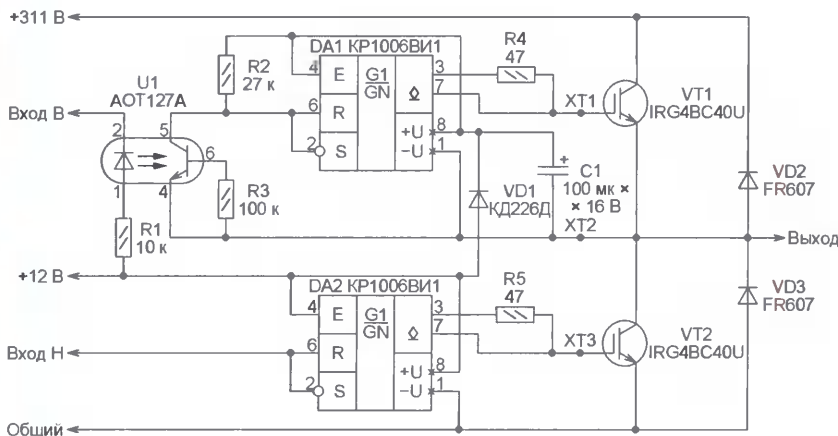 +311 В
DA1 КР1006ВИ1
R4
47
U1
АОТ127А
R2
27 к
4
E
G1
GN
3
7
6
R
2
S
+U
8
-U
1
XT1
VT1
IRG4BC40U
Вход В
2
5
6
1
4
R3
100 к
R1
10 к
VD1
КД226Д
C1
100 мк ×
× 16 В
XT2
VD2
FR607
Выход
+12 В
DA2 КР1006ВИ1
R5
47
4
E
G1
GN
3
7
6
R
2
S
+U
8
-U
1
XT3
VT2
IRG4BC40U
VD3
FR607
Вход Н
Общий